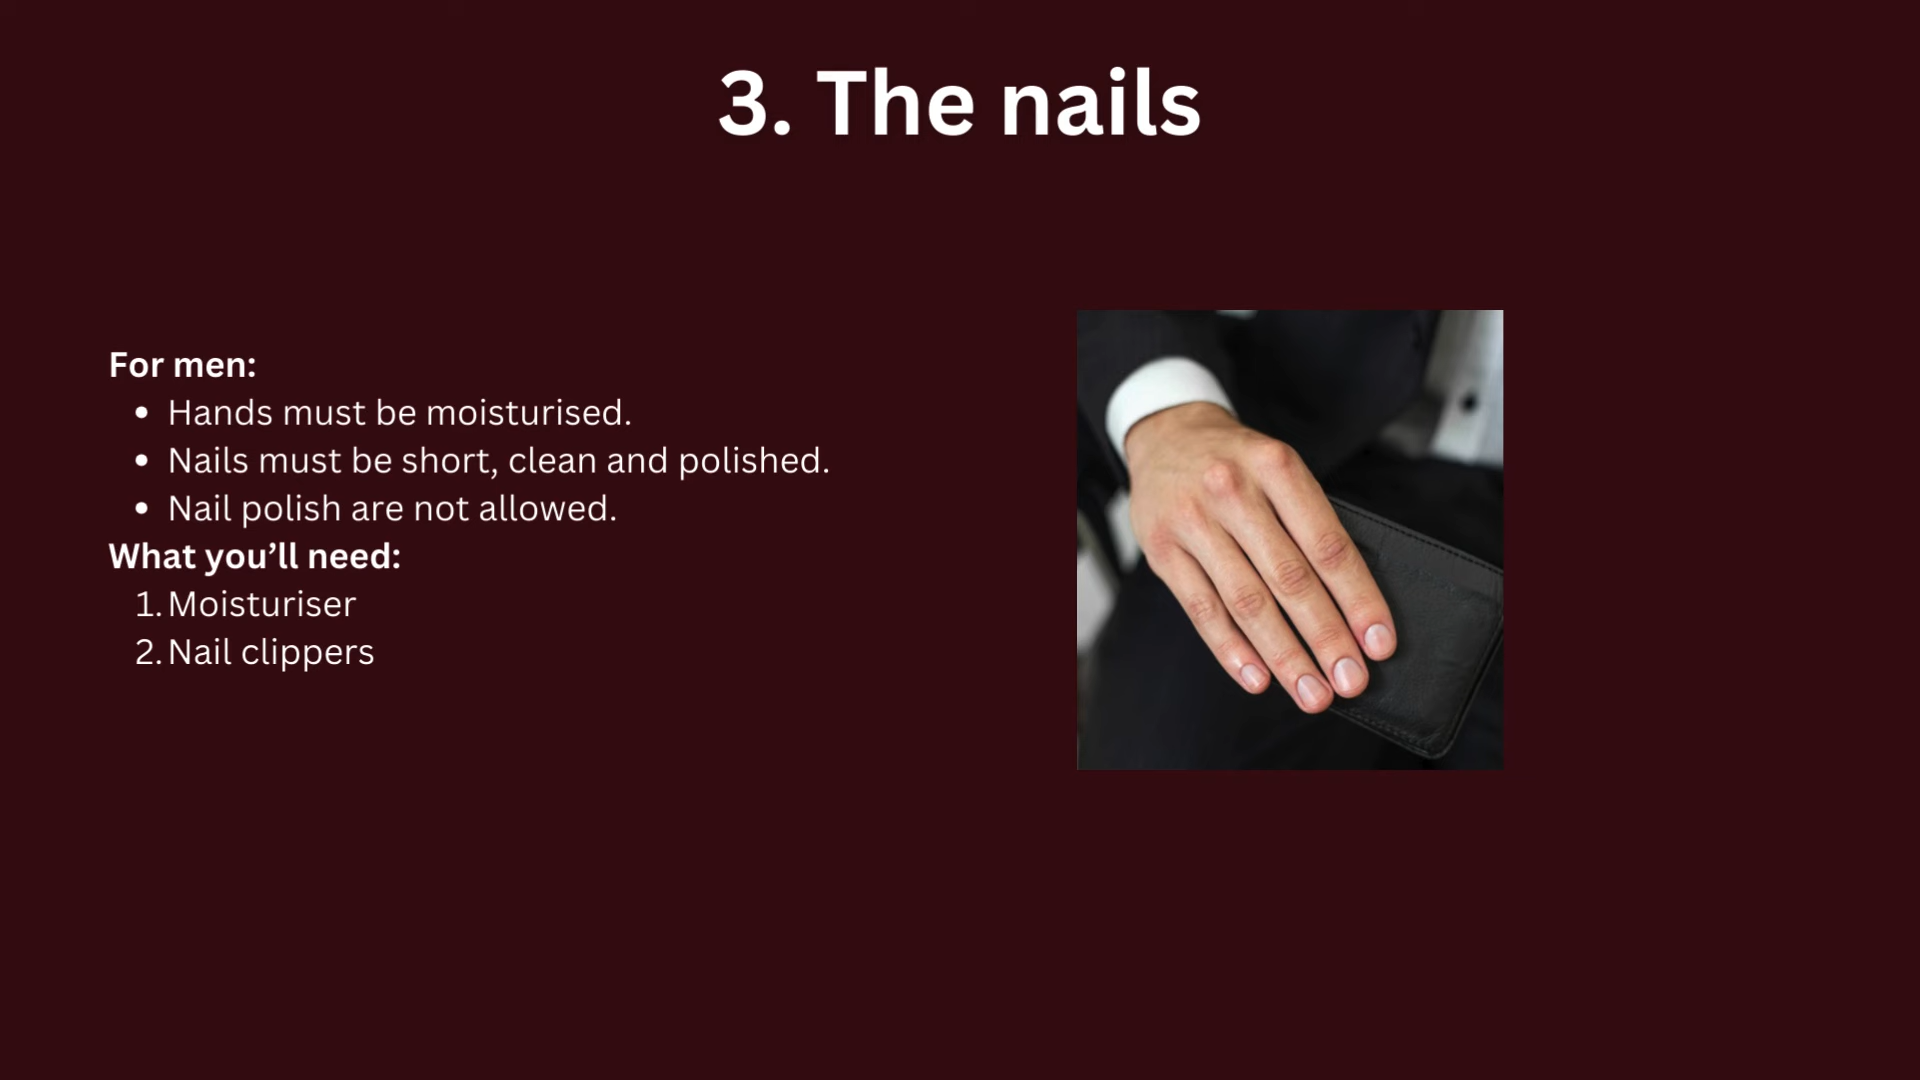 3. The nails
For men:
• Hands must be moisturised.
• Nails must be short, clean and polished.
• Nail polish are not allowed.
What you’ll need:
1. Moisturiser
2. Nail clippers